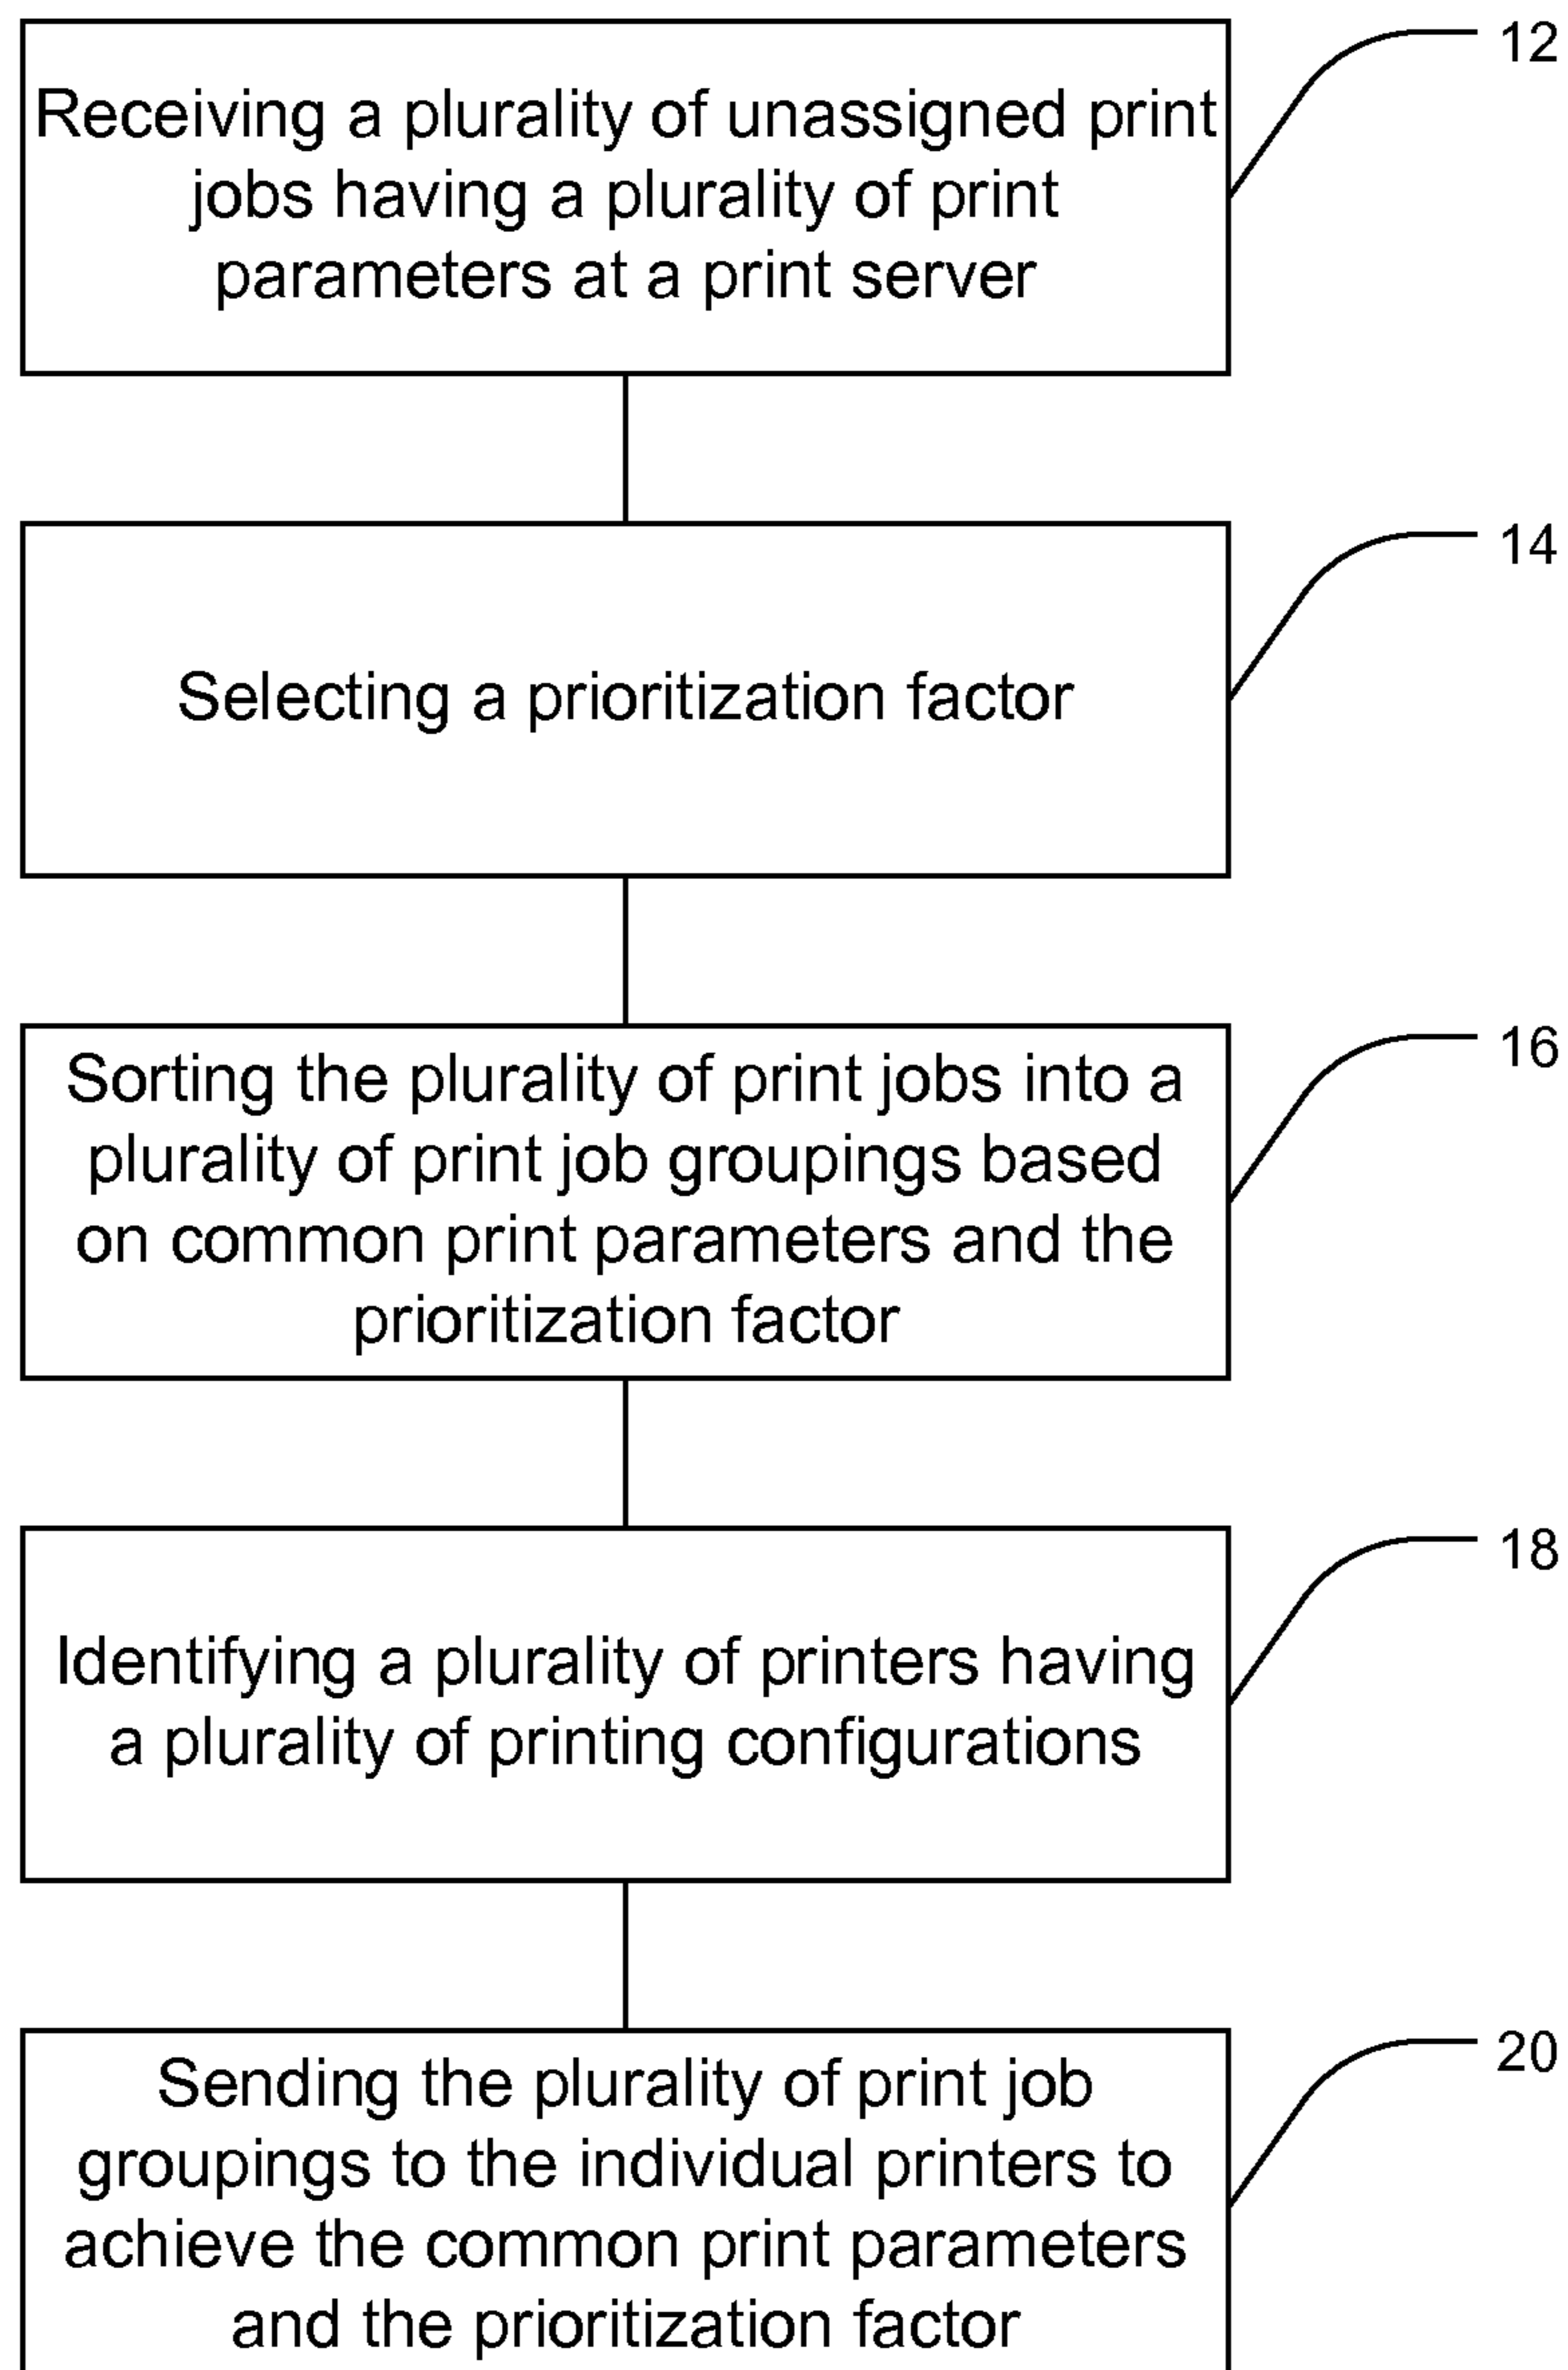 Receiving a plurality of unassigned print
jobs having a plurality of print
parameters at a print server
12
Selecting a prioritization factor
14
Sorting the plurality of print jobs into a
plurality of print job groupings based
on common print parameters and the
prioritization factor
16
Identifying a plurality of printers having
a plurality of printing configurations
18
Sending the plurality of print job
groupings to the individual printers to
achieve the common print parameters
and the prioritization factor
20